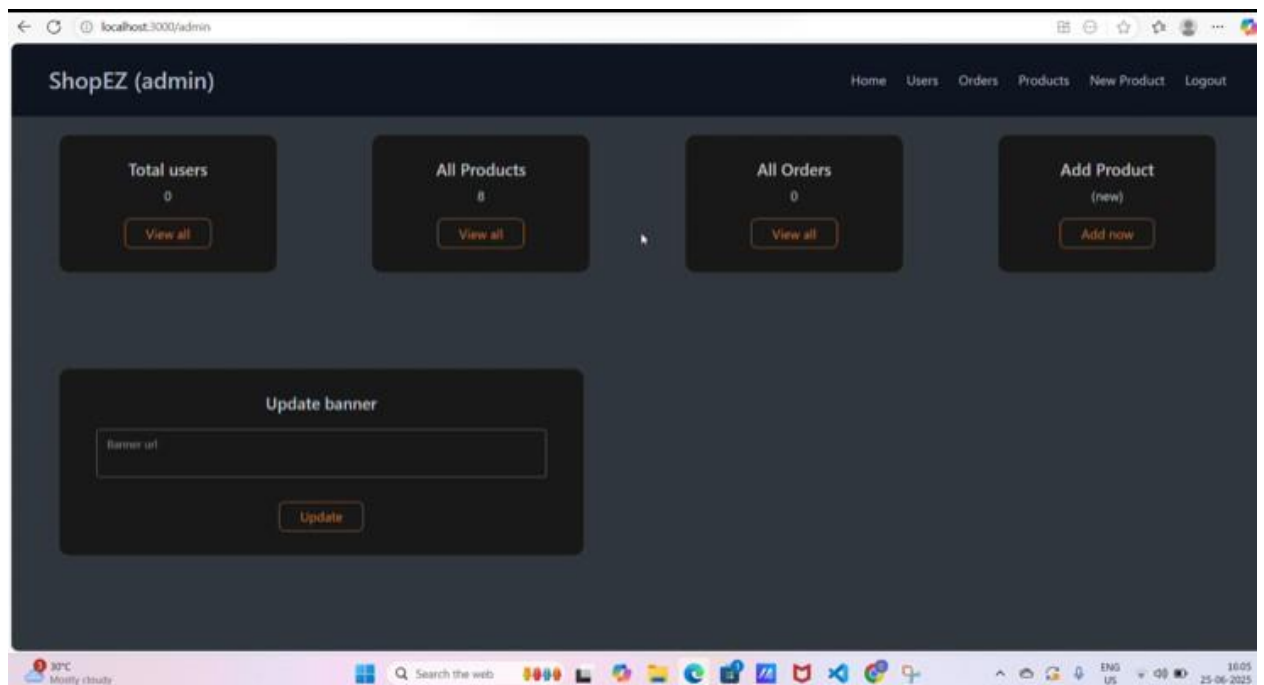 localhost:3000/admin
ShopEZ (admin)
Home Users Orders Products New Product Logout
Total users
0
View all
All Products
8
View all
All Orders
0
View all
Add Product
(new)
Add now
Update banner
Banner url
Update
30°C
Mostly cloudy
Search the web
ENG
US
16:05
25-06-2025